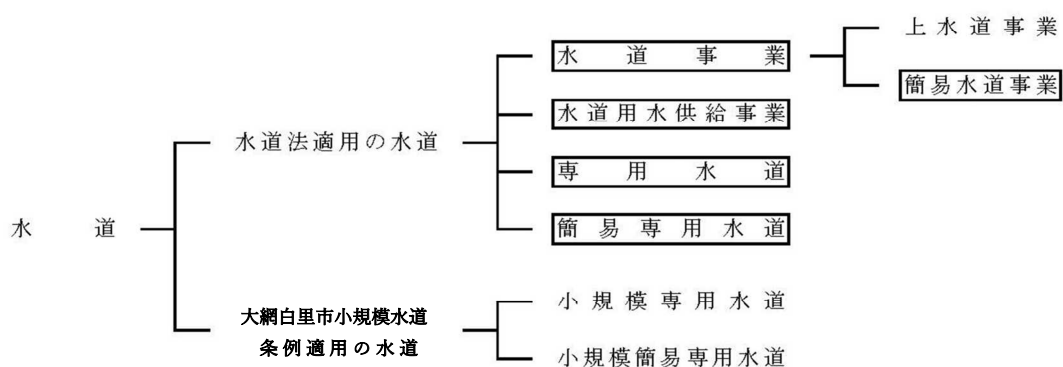 上水道事業
水道事業
簡易水道事業
水道用水供給事業
水道法適用の水道
専用水道
水道
簡易専用水道
小規模専用水道
大網白里市小規模水道
条例適用の水道
小規模簡易専用水道